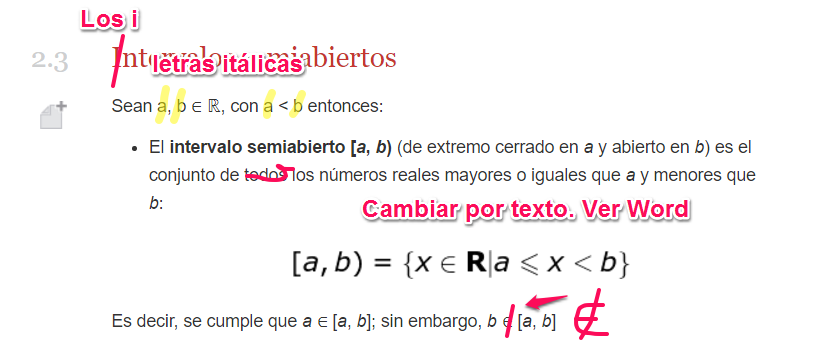 Los i
2.3 Intervalos semiabiertos
letras itálicas
Sean a, b ∈ ℝ, con a < b entonces:
• El intervalo semiabierto [a, b) (de extremo cerrado en a y abierto en b) es el
conjunto de todos los números reales mayores o iguales que a y menores que
b:
Cambiar por texto. Ver Word
[a, b) = {x ∈ R|a ⩽ x < b}
Es decir, se cumple que a ∈ [a, b]; sin embargo, b ∈ [a, b] ∉